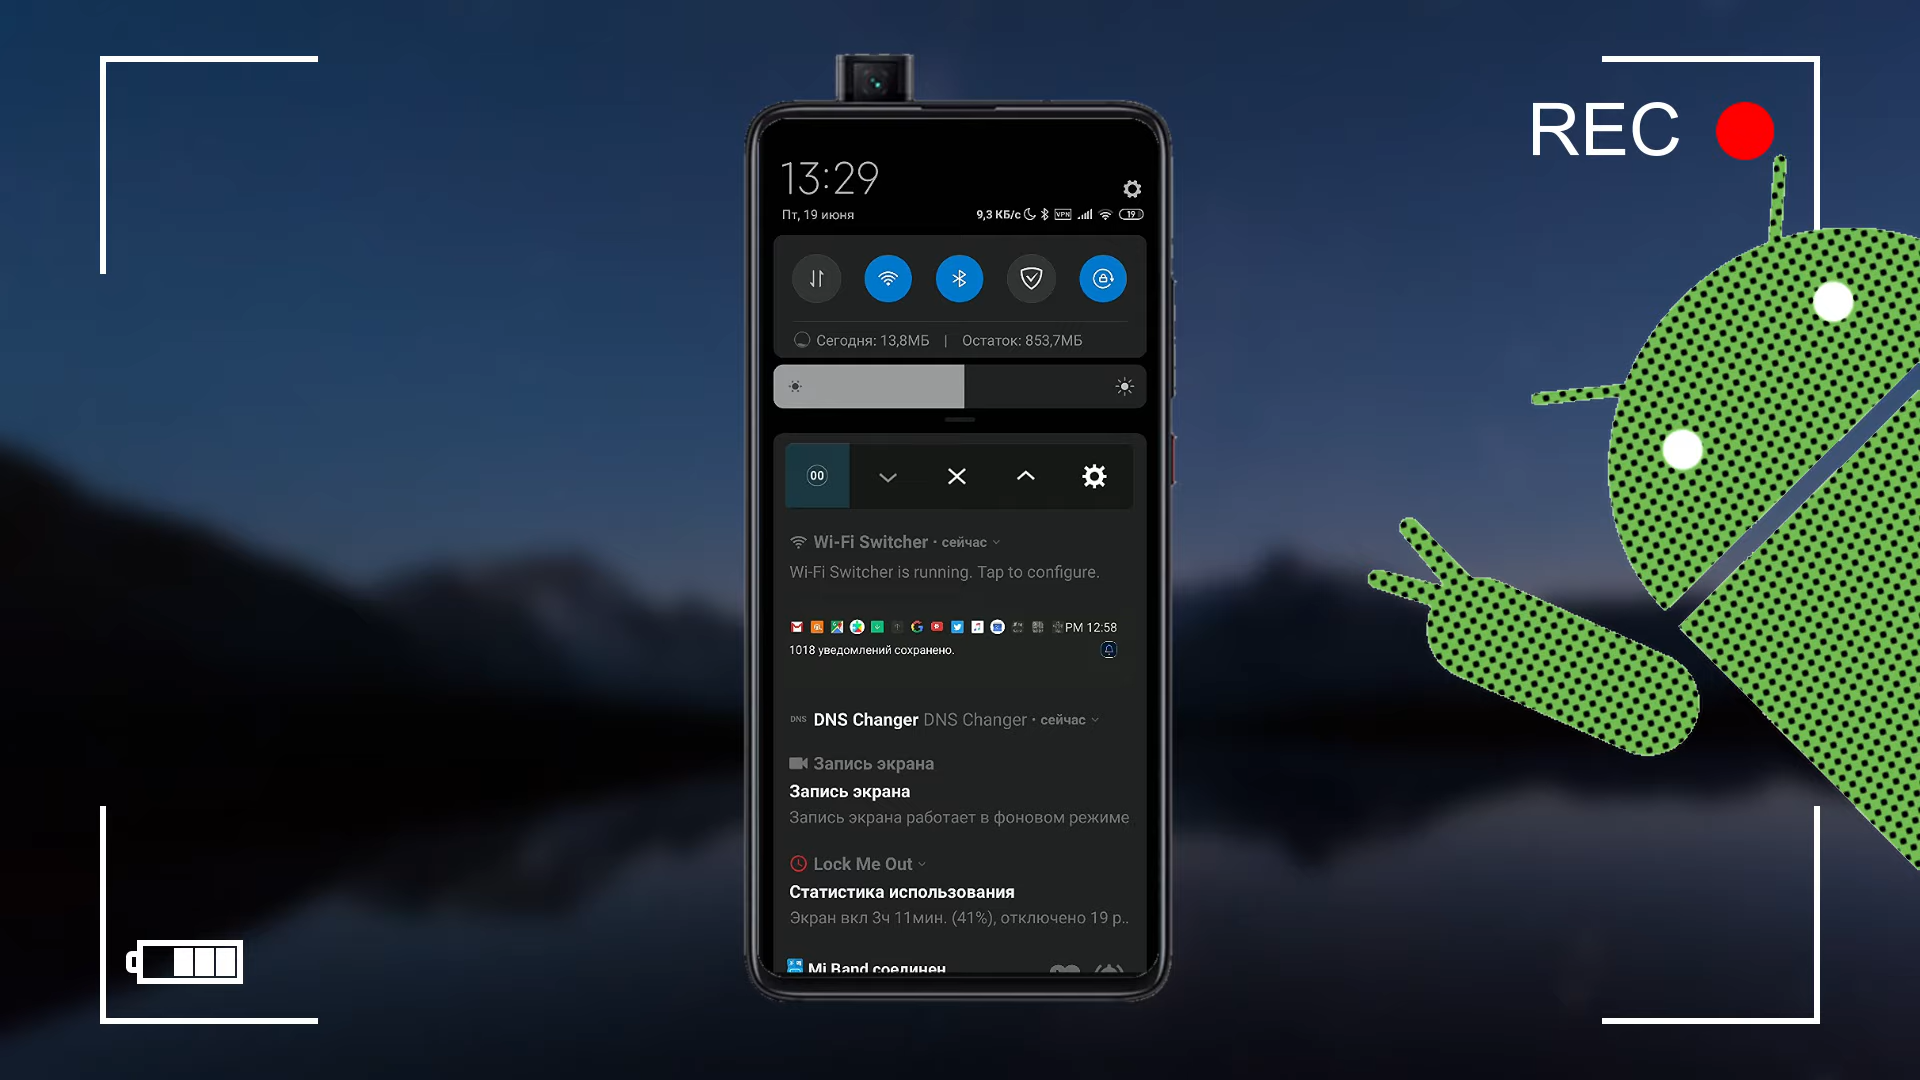 REC
13:29
Пт, 19 июня
9,3 КБ/с VPN 19
Сегодня: 13,8МБ | Остаток: 853,7МБ
00
Wi-Fi Switcher • сейчас
Wi-Fi Switcher is running. Tap to configure.
PM 12:58
1018 уведомлений сохранено.
DNS DNS Changer DNS Changer • сейчас
Запись экрана
Запись экрана
Запись экрана работает в фоновом режиме
Lock Me Out
Статистика использования
Экран вкл 3ч 11мин. (41%), отключено 19 р..
Mi Band соединен